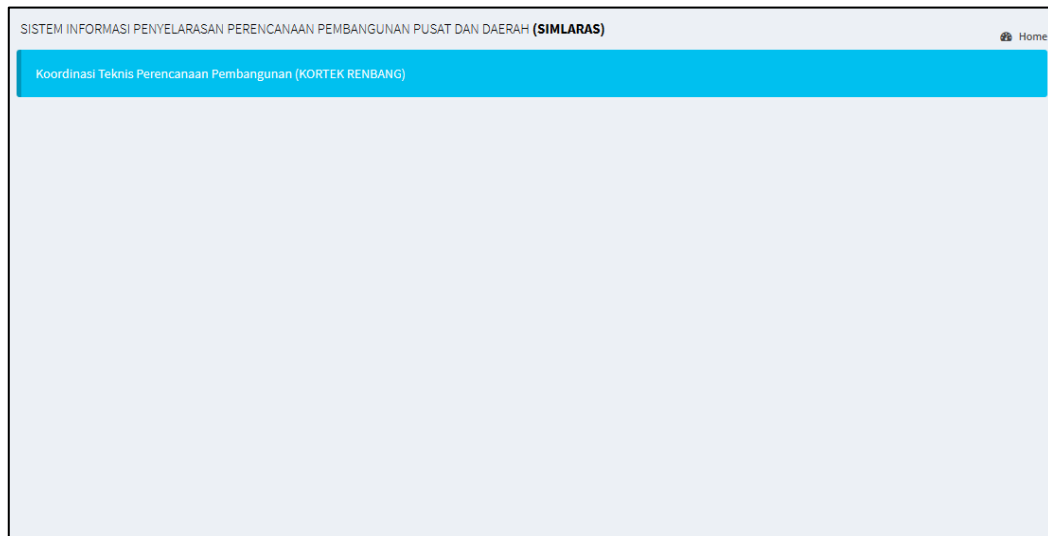 SISTEM INFORMASI PENYELARASAN PERENCANAAN PEMBANGUNAN PUSAT DAN DAERAH (SIMLARAS)
Home
Koordinasi Teknis Perencanaan Pembangunan (KORTEK RENBANG)